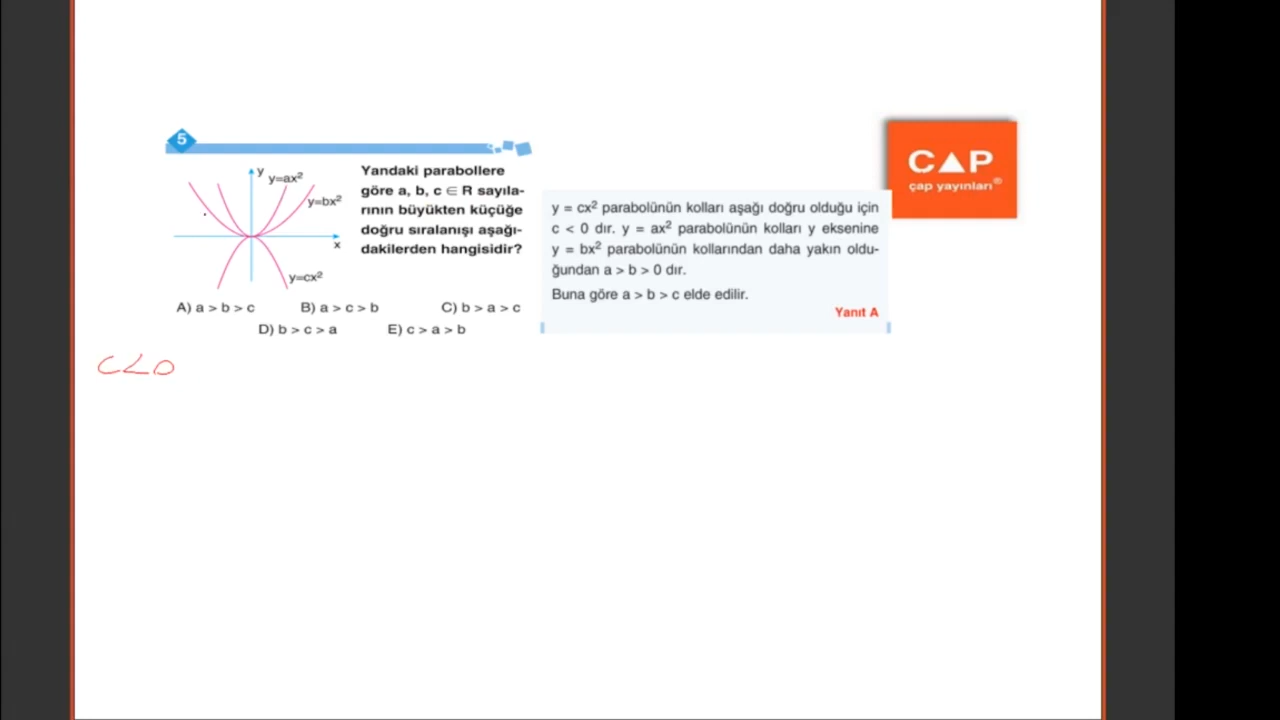 5
y
y=ax²
y=bx²
x
y=cx²
Yandaki parabollere
göre a, b, c ∈ R sayıla-
rının büyükten küçüğe
doğru sıralanışı aşağı-
dakilerden hangisidir?
A) a > b > c B) a > c > b C) b > a > c
D) b > c > a E) c > a > b
y = cx² parabolünün kolları aşağı doğru olduğu için
c < 0 dır. y = ax² parabolünün kolları y eksenine
y = bx² parabolünün kollarından daha yakın oldu-
ğundan a > b > 0 dır.
Buna göre a > b > c elde edilir.
Yanıt A
ÇAP
çap yayınları®
c<0